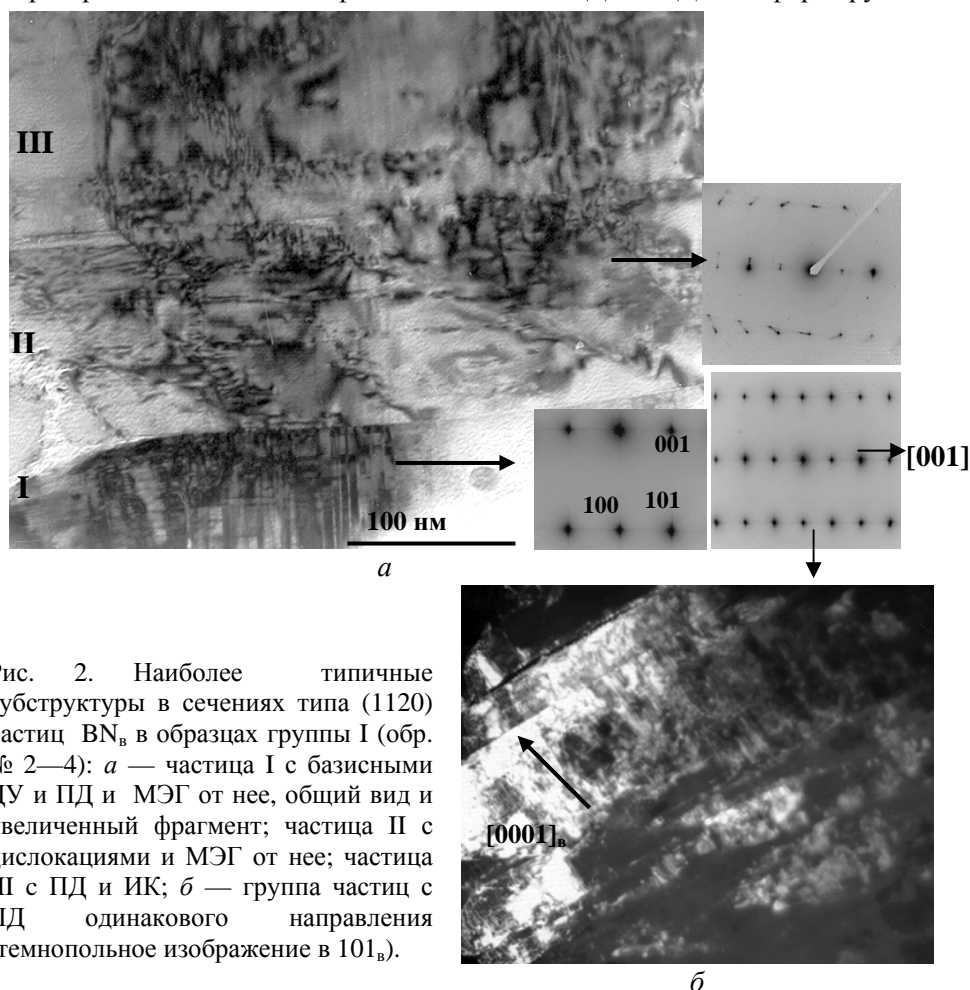 III
II
I
100 нм
001
100
101
[001]
а
Рис. 2. Наиболее типичные
субструктуры в сечениях типа (1120)
частиц BNв в образцах группы I (обр.
№ 2—4): а — частица I с базисными
ДУ и ПД и МЭГ от нее, общий вид и
увеличенный фрагмент; частица II с
дислокациями и МЭГ от нее; частица
III с ПД и ИК; б — группа частиц с
ПД одинакового направления
(темнопольное изображение в 101в).
[0001]в
б